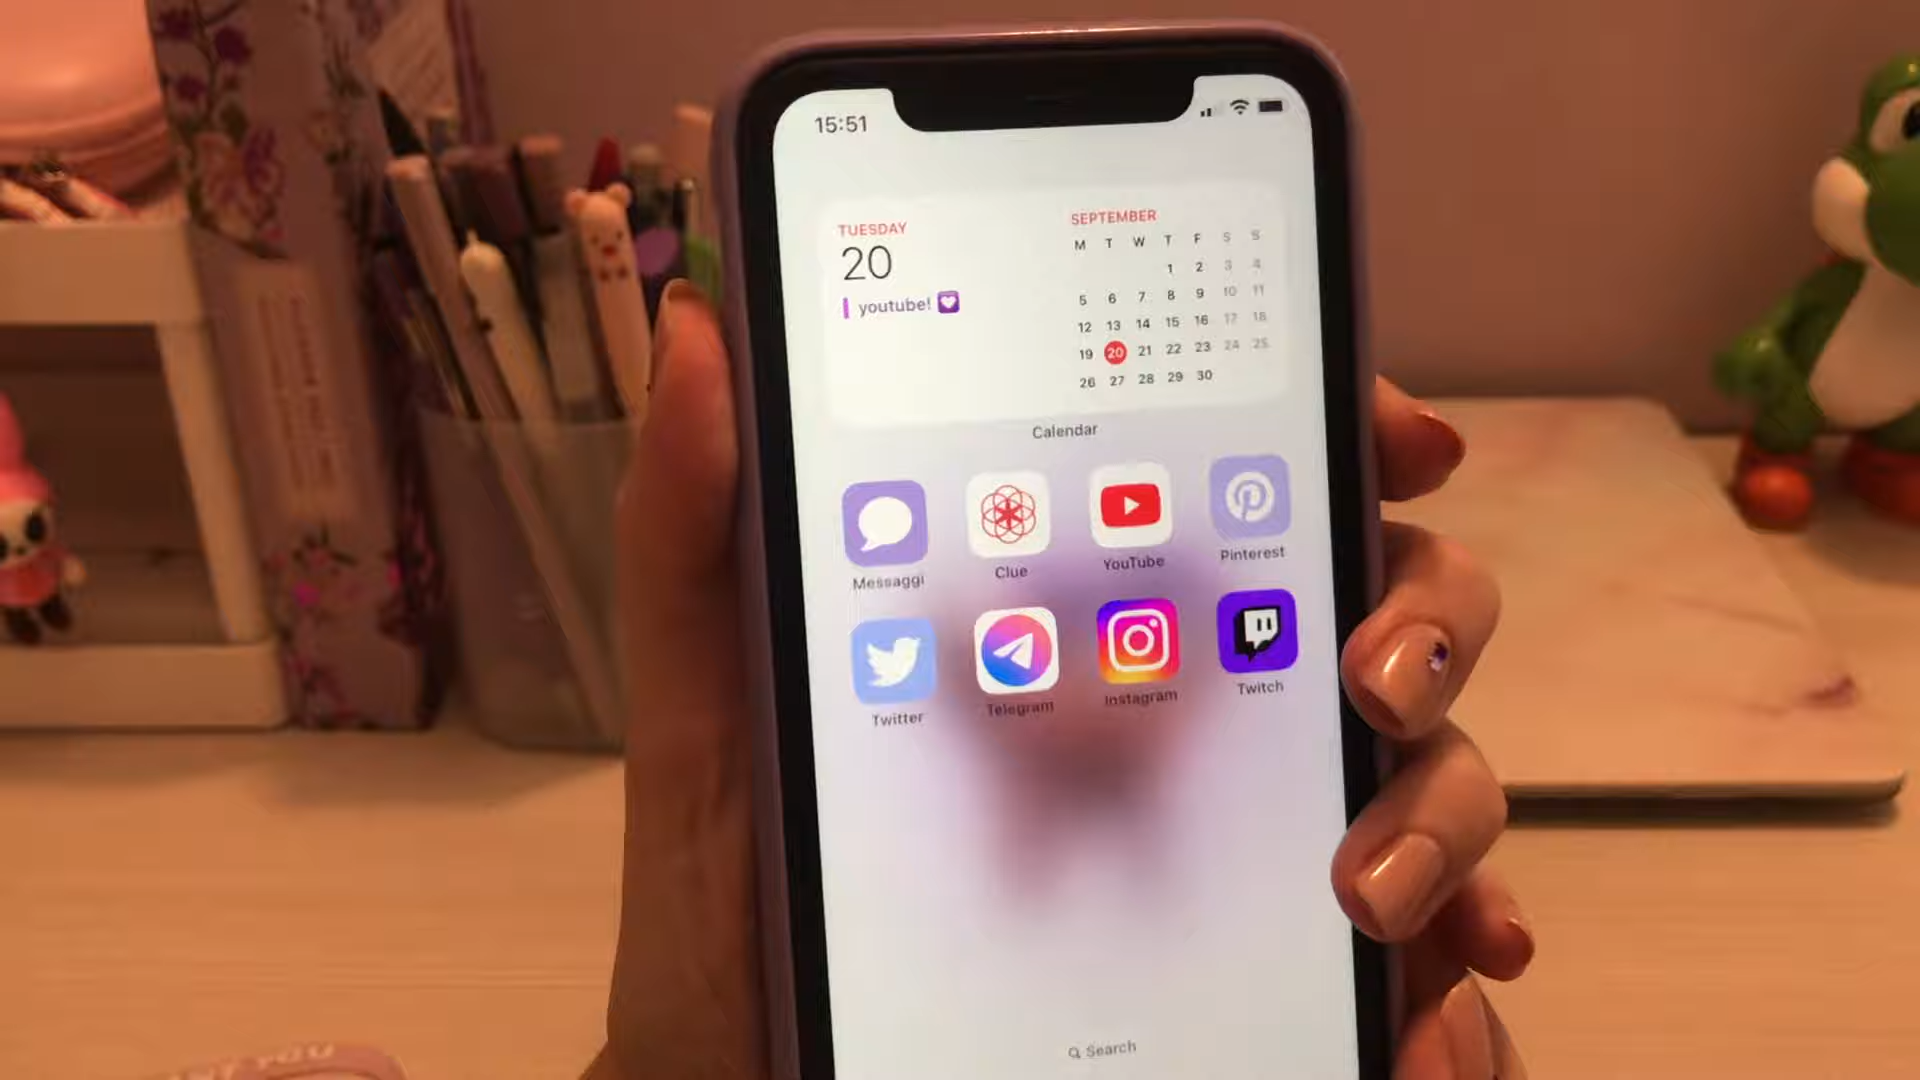 15:51
TUESDAY
20
youtube! 💜
SEPTEMBER
M T W T F S S
1 2 3 4
5 6 7 8 9 10 11
12 13 14 15 16 17 18
19 20 21 22 23 24 25
26 27 28 29 30
Calendar
Messaggi Clue YouTube Pinterest
Twitter Telegram Instagram Twitch
Search